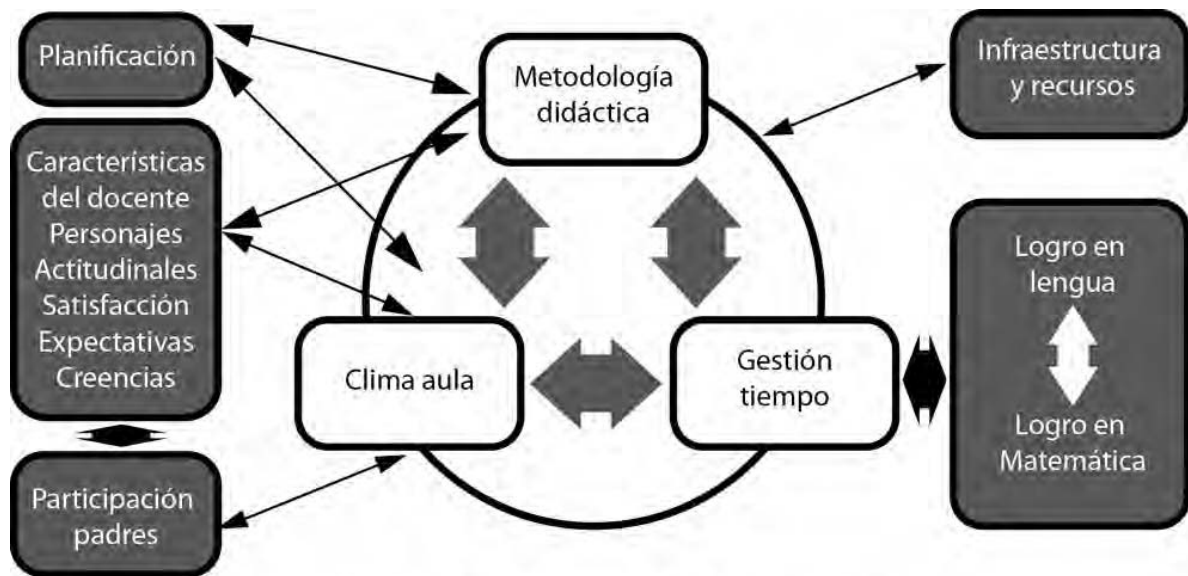 Planificación
Característícas
del docente
Personajes
Actitudinales
Satisfacción
Expectativas
Creencias
Participación
padres
Metodología
didáctica
Clima aula
Gestión
tiempo
Infraestructura
y recursos
Logro en
lengua
Logro en
Matemática